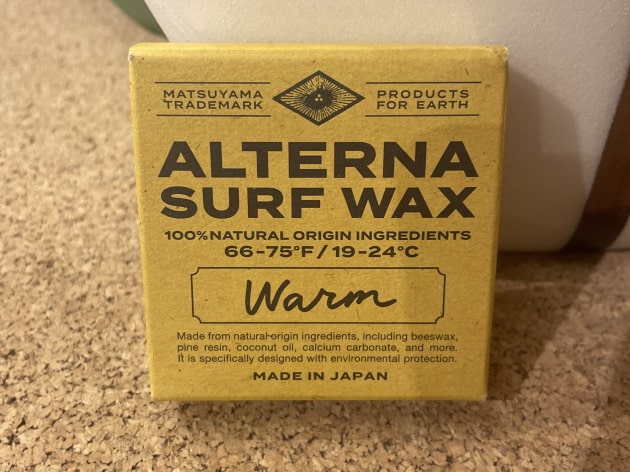 MATSUYAMA
TRADEMARK
PRODUCTS
FOR EARTH
ALTERNA
SURF WAX
100%NATURAL ORIGIN INGREDIENTS
66-75°F / 19-24°C
Warm
Made from natural-origin ingredients, including beeswax,
pine resin, coconut oil, calcium carbonate, and more.
It is specifically designed with environmental protection.
MADE IN JAPAN